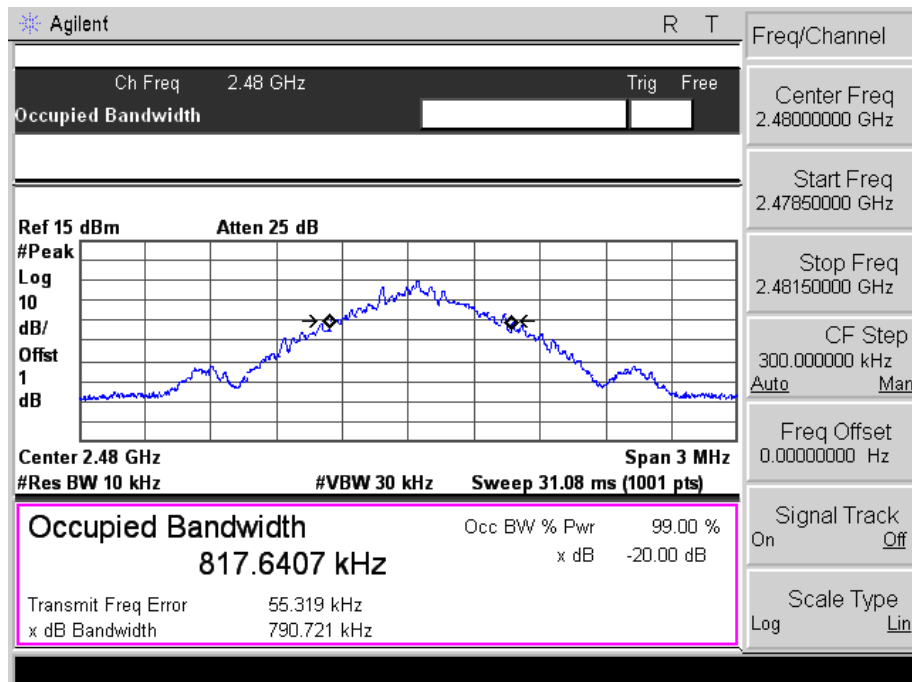 Agilent R T
Ch Freq 2.48 GHz Trig Free
Occupied Bandwidth
Ref 15 dBm Atten 25 dB
#Peak
Log
10
dB/
Offst
1
dB
Center 2.48 GHz Span 3 MHz
#Res BW 10 kHz #VBW 30 kHz Sweep 31.08 ms (1001 pts)
Occupied Bandwidth
817.6407 kHz
Occ BW % Pwr 99.00 %
x dB -20.00 dB
Transmit Freq Error 55.319 kHz
x dB Bandwidth 790.721 kHz
Freq/Channel
Center Freq
2.48000000 GHz
Start Freq
2.47850000 GHz
Stop Freq
2.48150000 GHz
CF Step
300.000000 kHz
Auto Man
Freq Offset
0.00000000 Hz
Signal Track
On Off
Scale Type
Log Lin